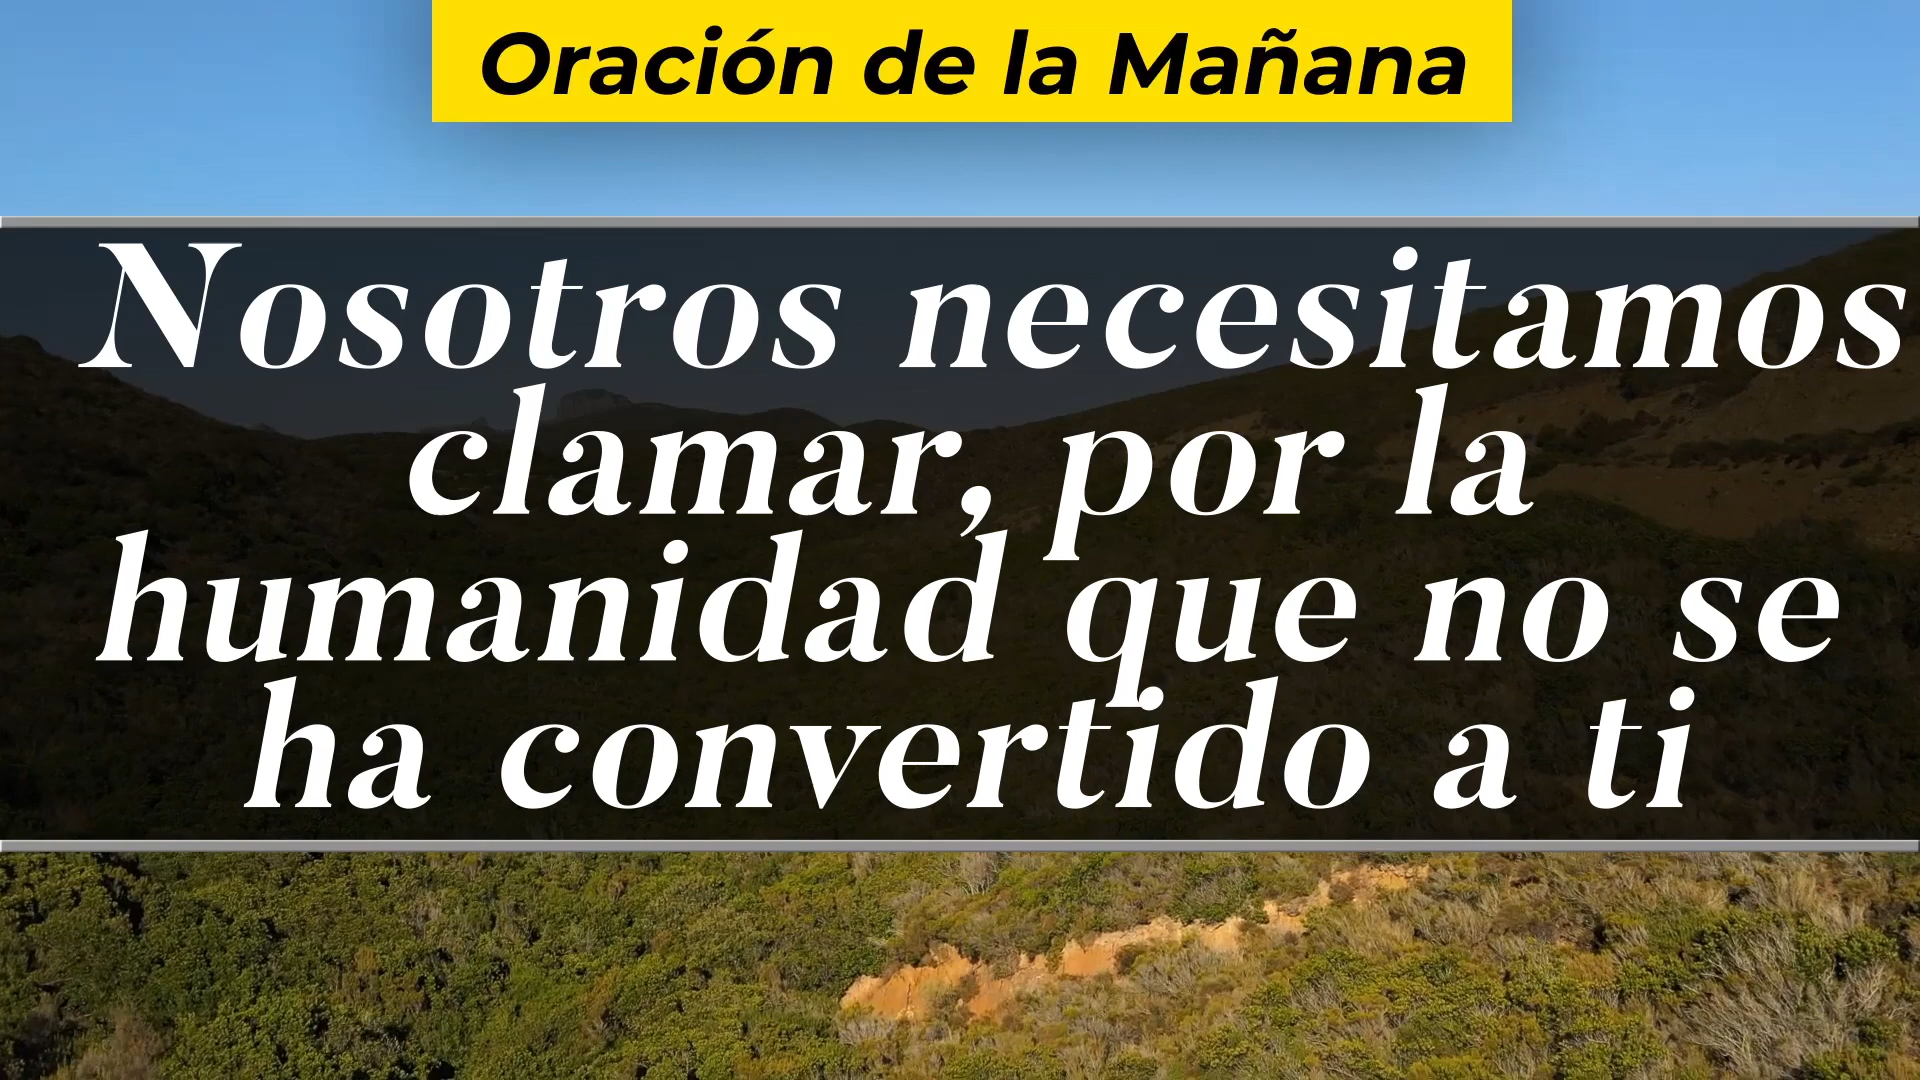 Oración de la Mañana
Nosotros necesitamos
clamar, por la
humanidad que no se
ha convertido a ti